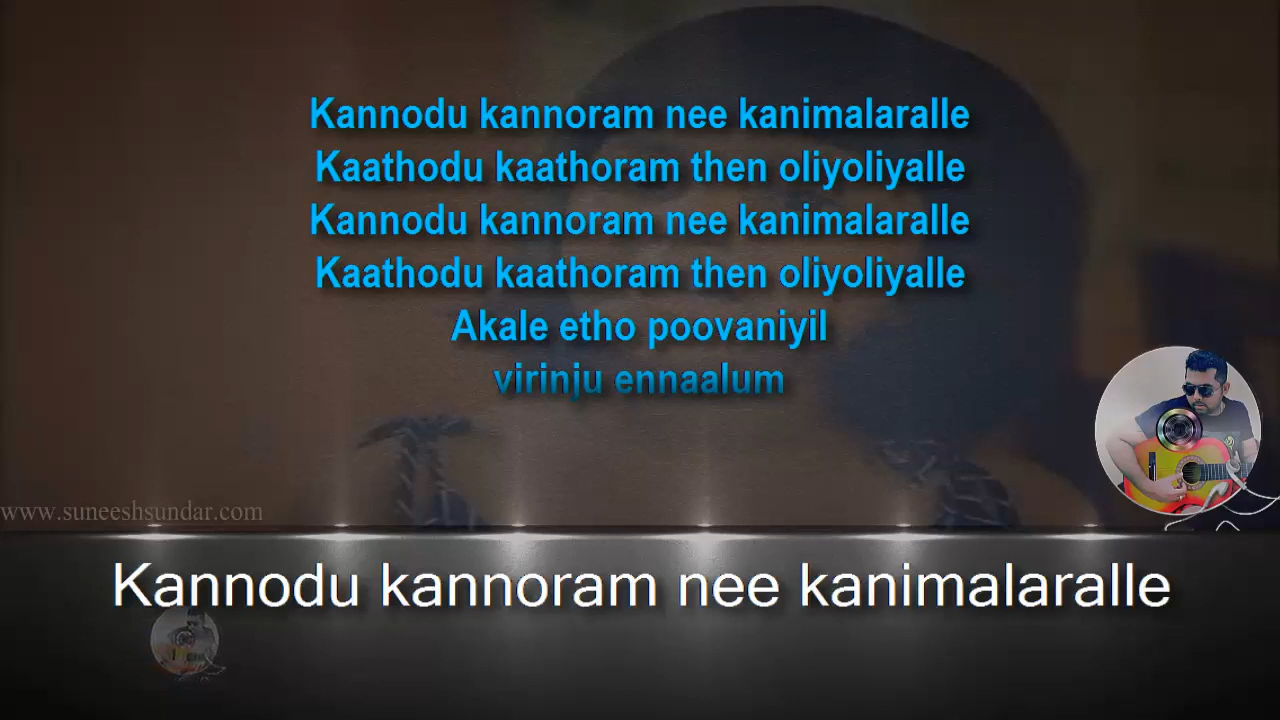 Kannodu kannoram nee kanimalaralle
Kaathodu kaathoram then oliyoliyalle
Kannodu kannoram nee kanimalaralle
Kaathodu kaathoram then oliyoliyalle
Akale etho poovaniyil
virinju ennaalum
www.suneeshsundar.com
Kannodu kannoram nee kanimalaralle